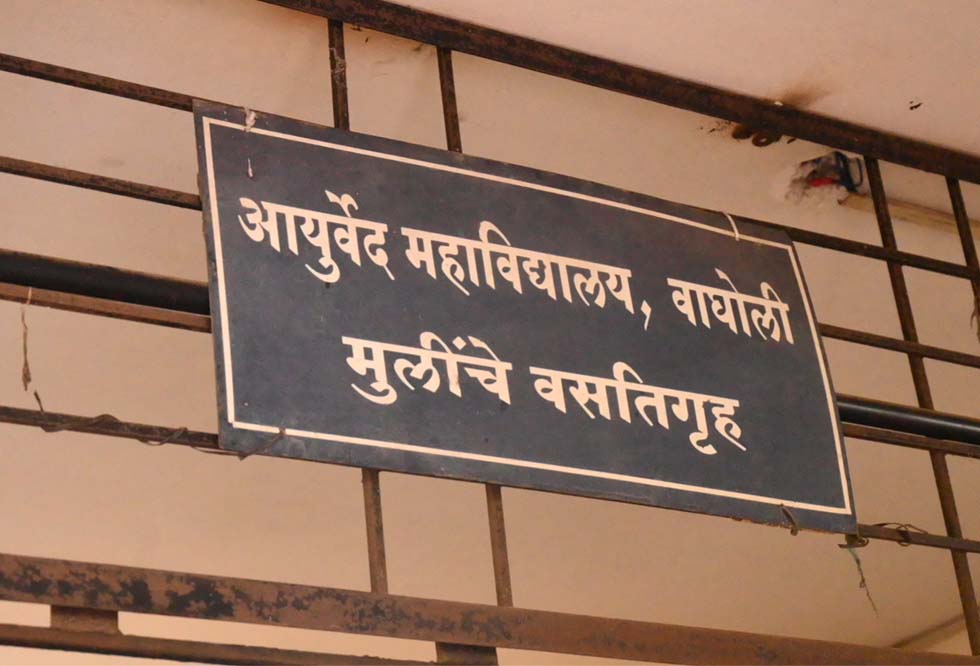 आयुर्वेद महाविद्यालय, वाघोली
मुलींचे वसतिगृह